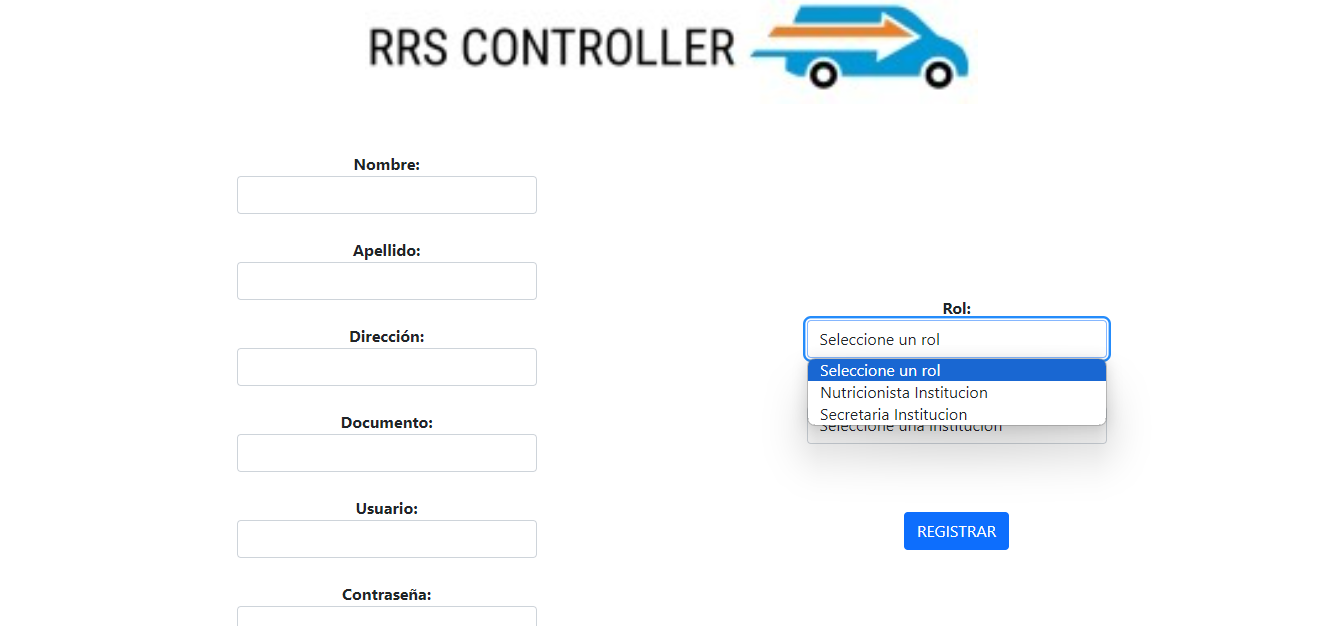 RRS CONTROLLER
Nombre:
Apellido:
Dirección:
Documento:
Usuario:
Contraseña:
Rol:
Seleccione un rol
Seleccione un rol
Nutricionista Institucion
Secretaria Institucion
Seleccione una institucion
REGISTRAR